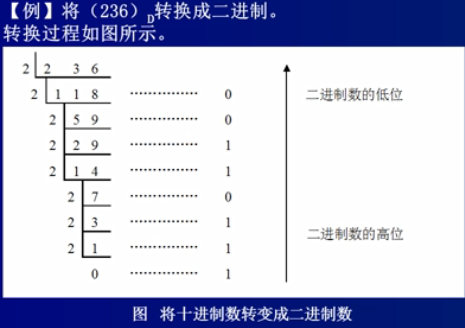 【例】将（236）D转换成二进制。
转换过程如图所示。
2 2 3 6
2 1 1 8 …………… 0 二进制数的低位
2 5 9 …………… 0
2 2 9 …………… 1
2 1 4 …………… 1
2 7 …………… 0
2 3 …………… 1
2 1 …………… 1 二进制数的高位
0 …………… 1
图 将十进制数转变成二进制数